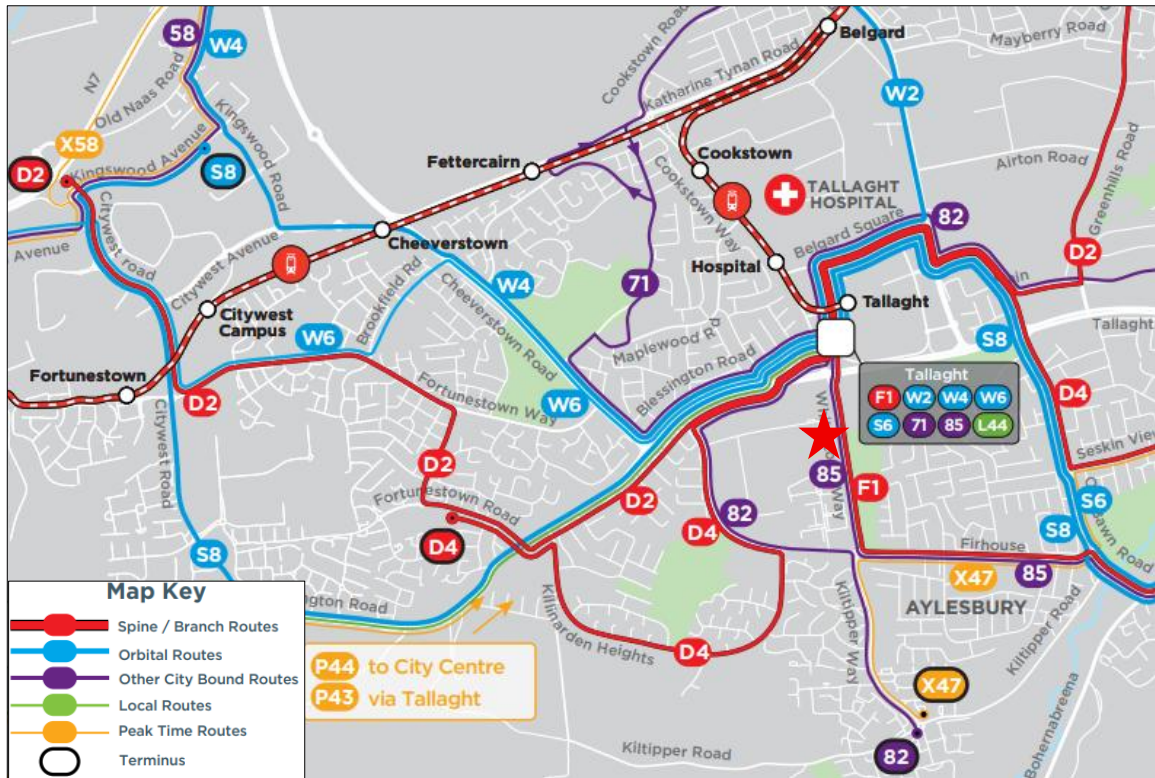 58
W4
N7
Old Naas Road
X58
Kingswood Avenue
Kingswood Road
D2
S8
Cookstown Road
Katharine Tynan Road
Belgard
Mayberry Road
W2
Fettercairn
Cookstown
Cookstown Way
TALLAGHT
HOSPITAL
Airton Road
Greenhills Road
Belgard Square
82
D2
Avenue
Citywest road
Citywest Avenue
Cheeverstown
Hospital
Tallaght
Tallaght
Citywest
Campus
Brookfield Rd
Cheeverstown Road
W4
71
Maplewood Rd
Blessington Road
S8
W6
Fortunestown
D2
Fortunestown Way
W6
Tallaght
F1 W2 W4 W6
S6 71 85 L44
D4
Seskin View
Citywest Road
D2
Fortunestown Road
D2
D4
82
85
Way
F1
S6
S8
D4
S8
Firhouse
X47
85
AYLESBURY
Killinarden Heights
D4
Kiltipper Way
Kiltipper Road
Bohernabreena
ington Road
P44 to City Centre
P43 via Tallaght
X47
82
Kiltipper Road
Map Key
Spine / Branch Routes
Orbital Routes
Other City Bound Routes
Local Routes
Peak Time Routes
Terminus